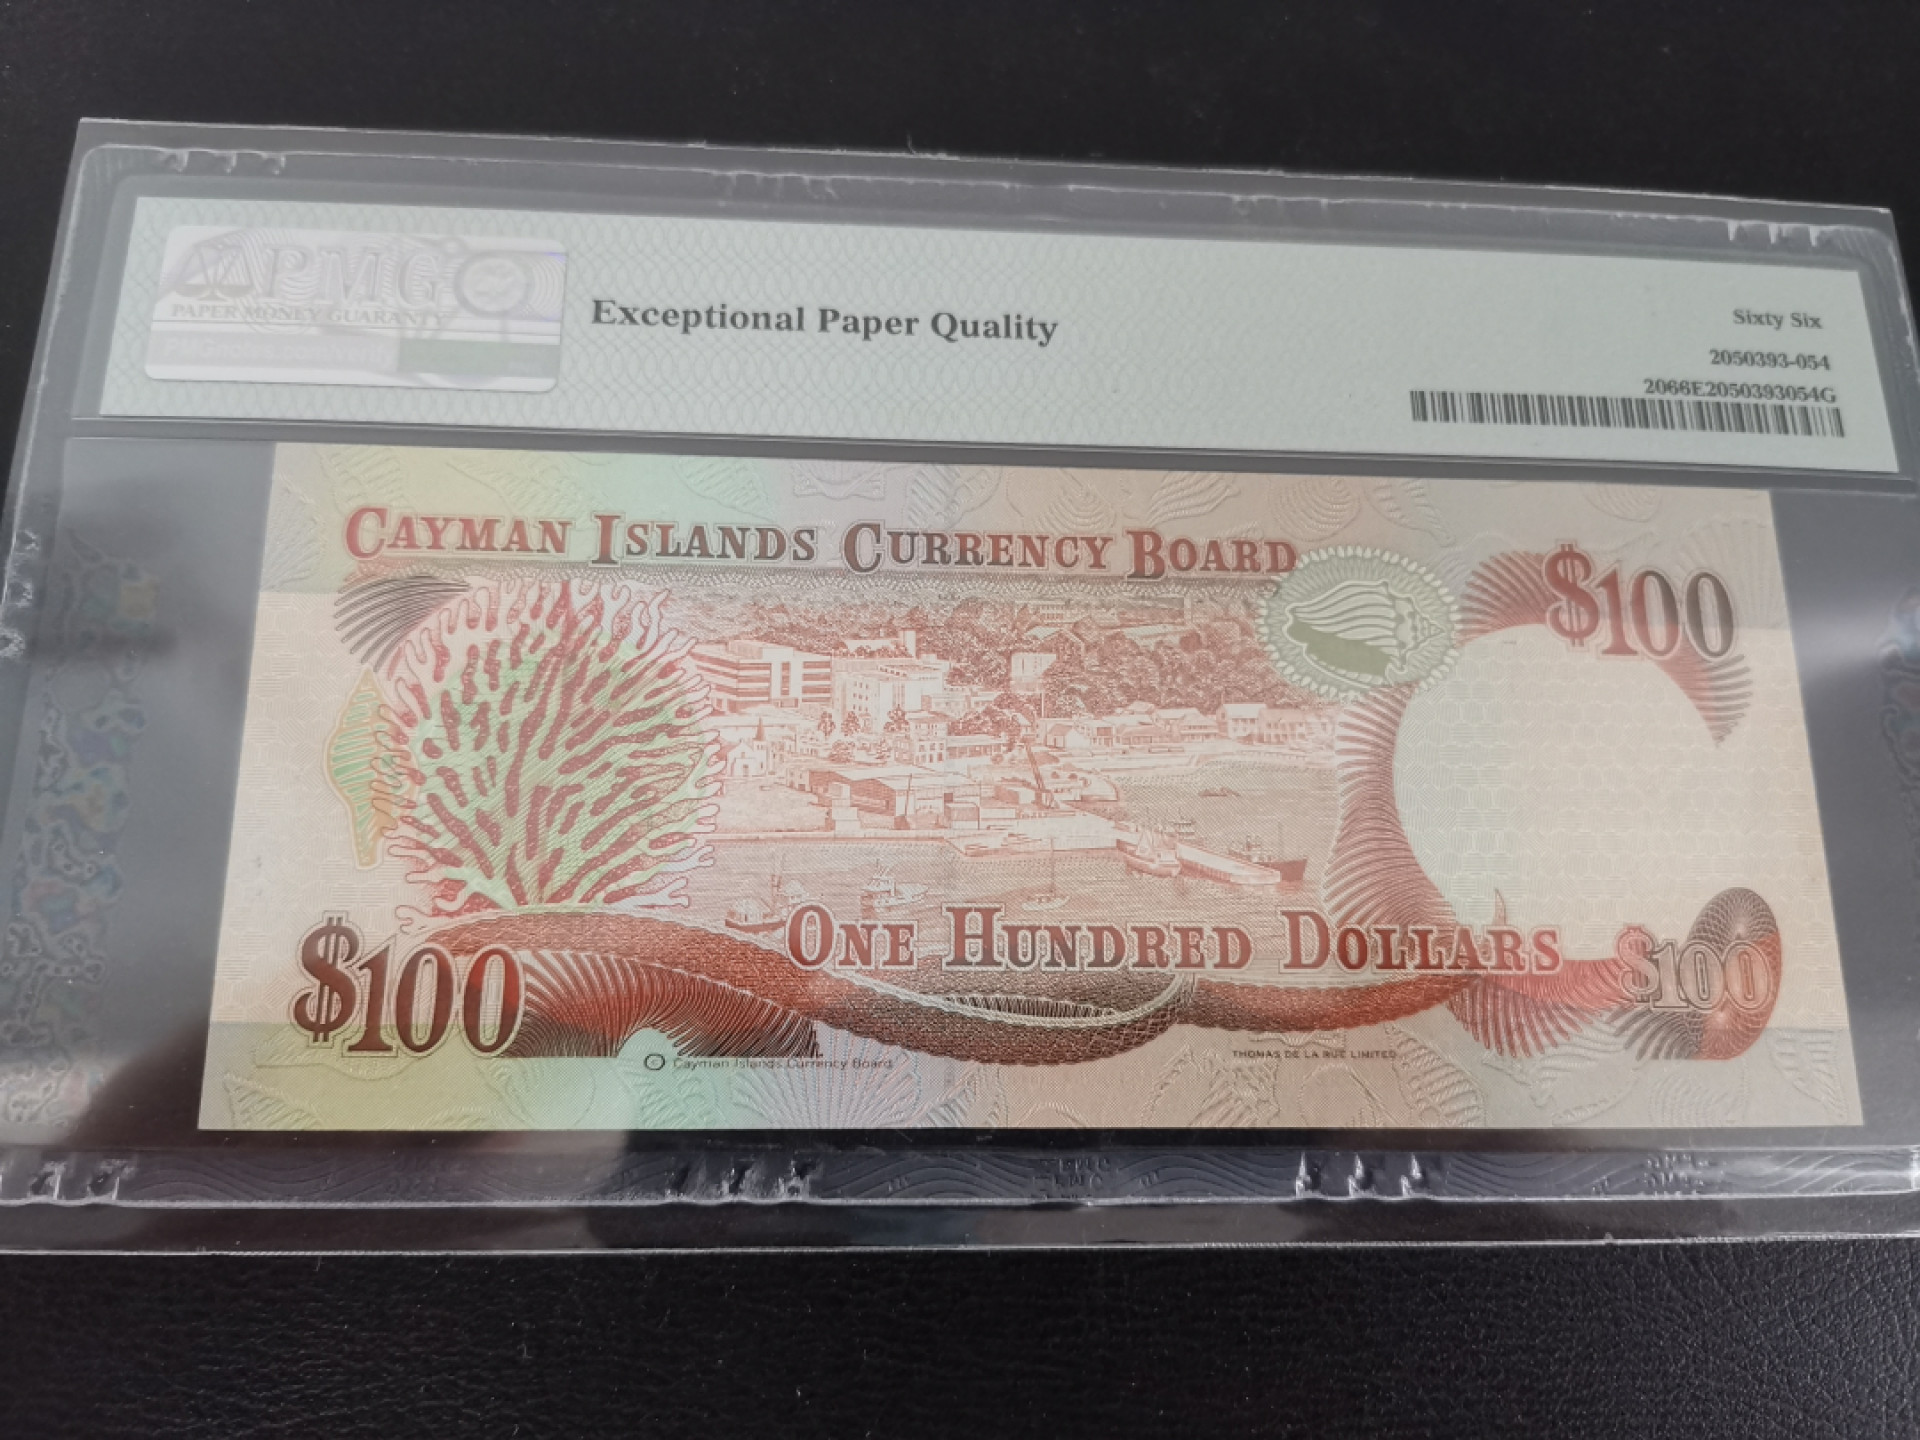 PMG
PAPER MONEY GUARANTY
Exceptional Paper Quality
Sixty Six
2050393-054
2066E2050393054G
CAYMAN ISLANDS CURRENCY BOARD
$100
ONE HUNDRED DOLLARS
$100
$100
© Cayman Islands Currency Board
THOMAS DE LA RUE LIMITED